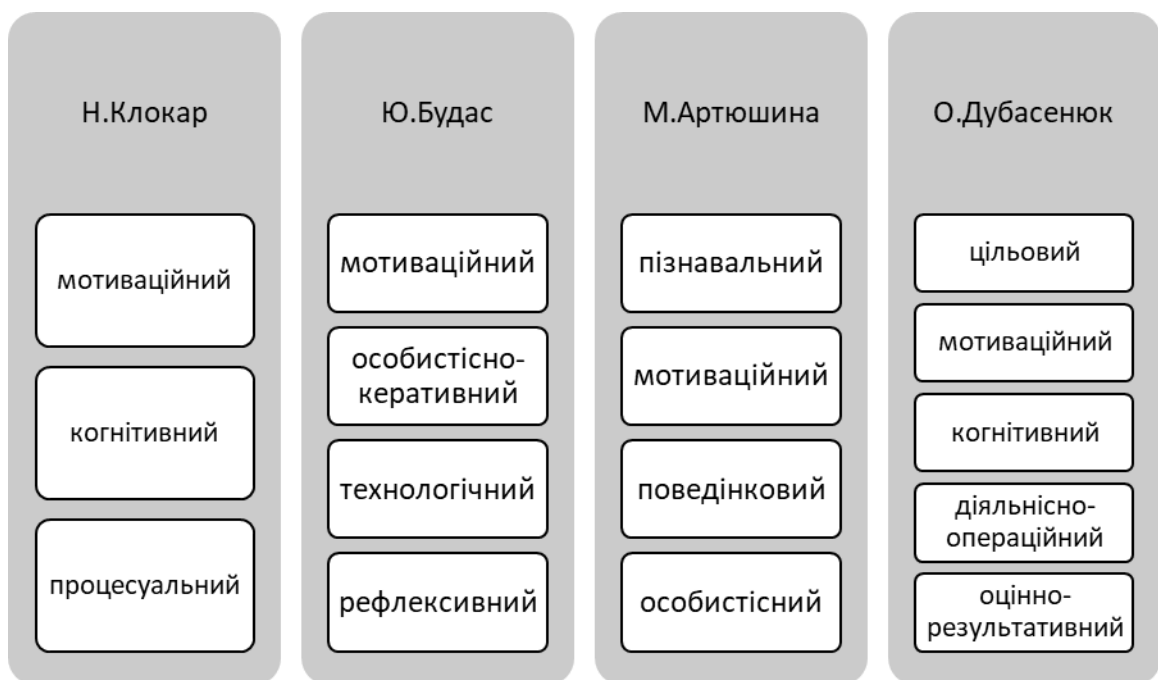 Н.Клокар
мотиваційний
когнітивний
процесуальний
Ю.Будас
мотиваційний
особистісно-
керативний
технологічний
рефлексивний
М.Артюшина
пізнавальний
мотиваційний
поведінковий
особистісний
О.Дубасенюк
цільовий
мотиваційний
когнітивний
діяльнісно-
операційний
оцінно-
результативний